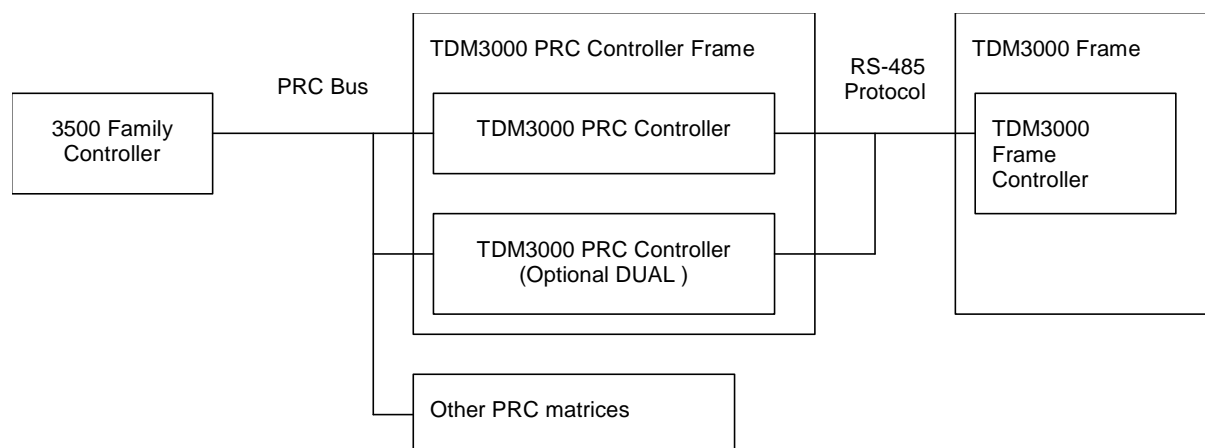 TDM3000 PRC Controller Frame
TDM3000 Frame
PRC Bus
RS-485
Protocol
3500 Family
Controller
TDM3000 PRC Controller
TDM3000
Frame
Controller
TDM3000 PRC Controller
(Optional DUAL )
Other PRC matrices